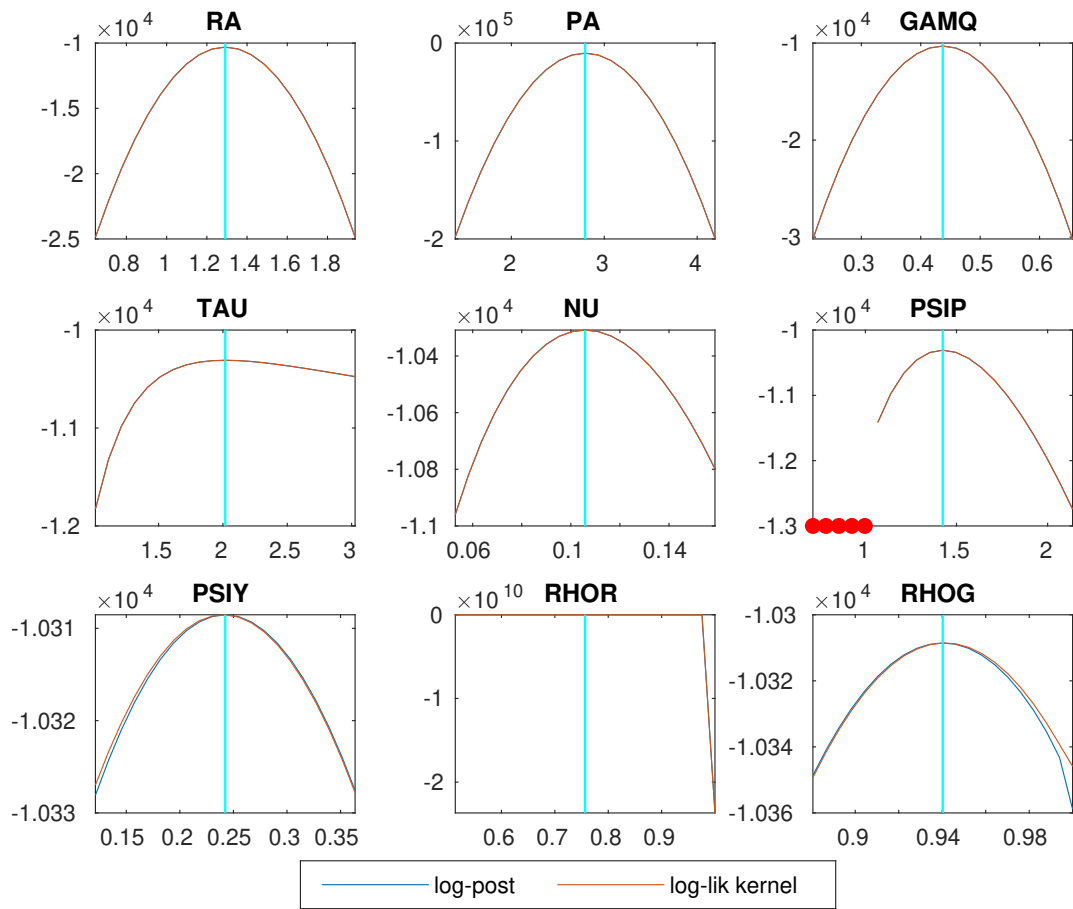 RA
×10^4
-1
-1.5
-2
-2.5
0.8 1 1.2 1.4 1.6 1.8
PA
×10^5
0
-1
-2
2 3 4
GAMQ
×10^4
-1
-2
-3
0.3 0.4 0.5 0.6
TAU
×10^4
-1
-1.1
-1.2
1.5 2 2.5 3
NU
×10^4
-1.04
-1.06
-1.08
-1.1
0.06 0.1 0.14
PSIP
×10^4
-1
-1.1
-1.2
-1.3
1 1.5 2
PSIY
×10^4
-1.031
-1.032
-1.033
0.15 0.2 0.25 0.3 0.35
RHOR
×10^10
0
-1
-2
0.6 0.7 0.8 0.9
RHOG
×10^4
-1.03
-1.032
-1.034
-1.036
0.9 0.94 0.98
log-post log-lik kernel